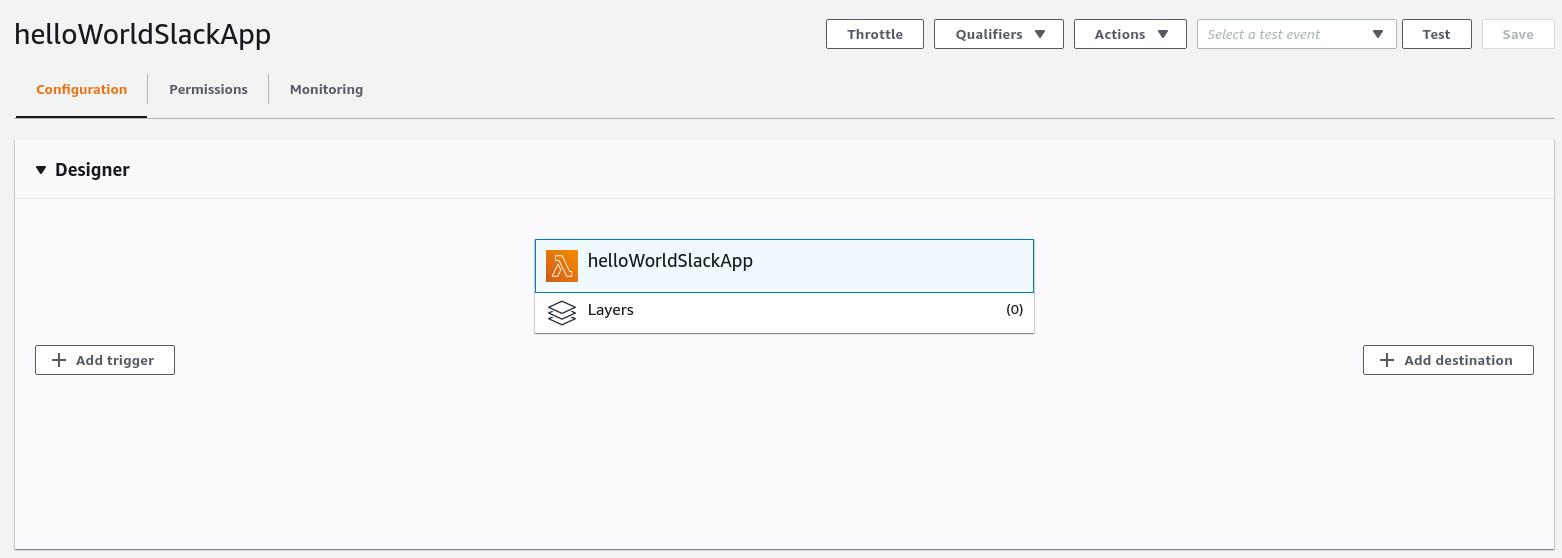 helloWorldSlackApp
Throttle Qualifiers Actions Select a test event Test Save
Configuration Permissions Monitoring
Designer
helloWorldSlackApp
Layers (0)
Add trigger Add destination